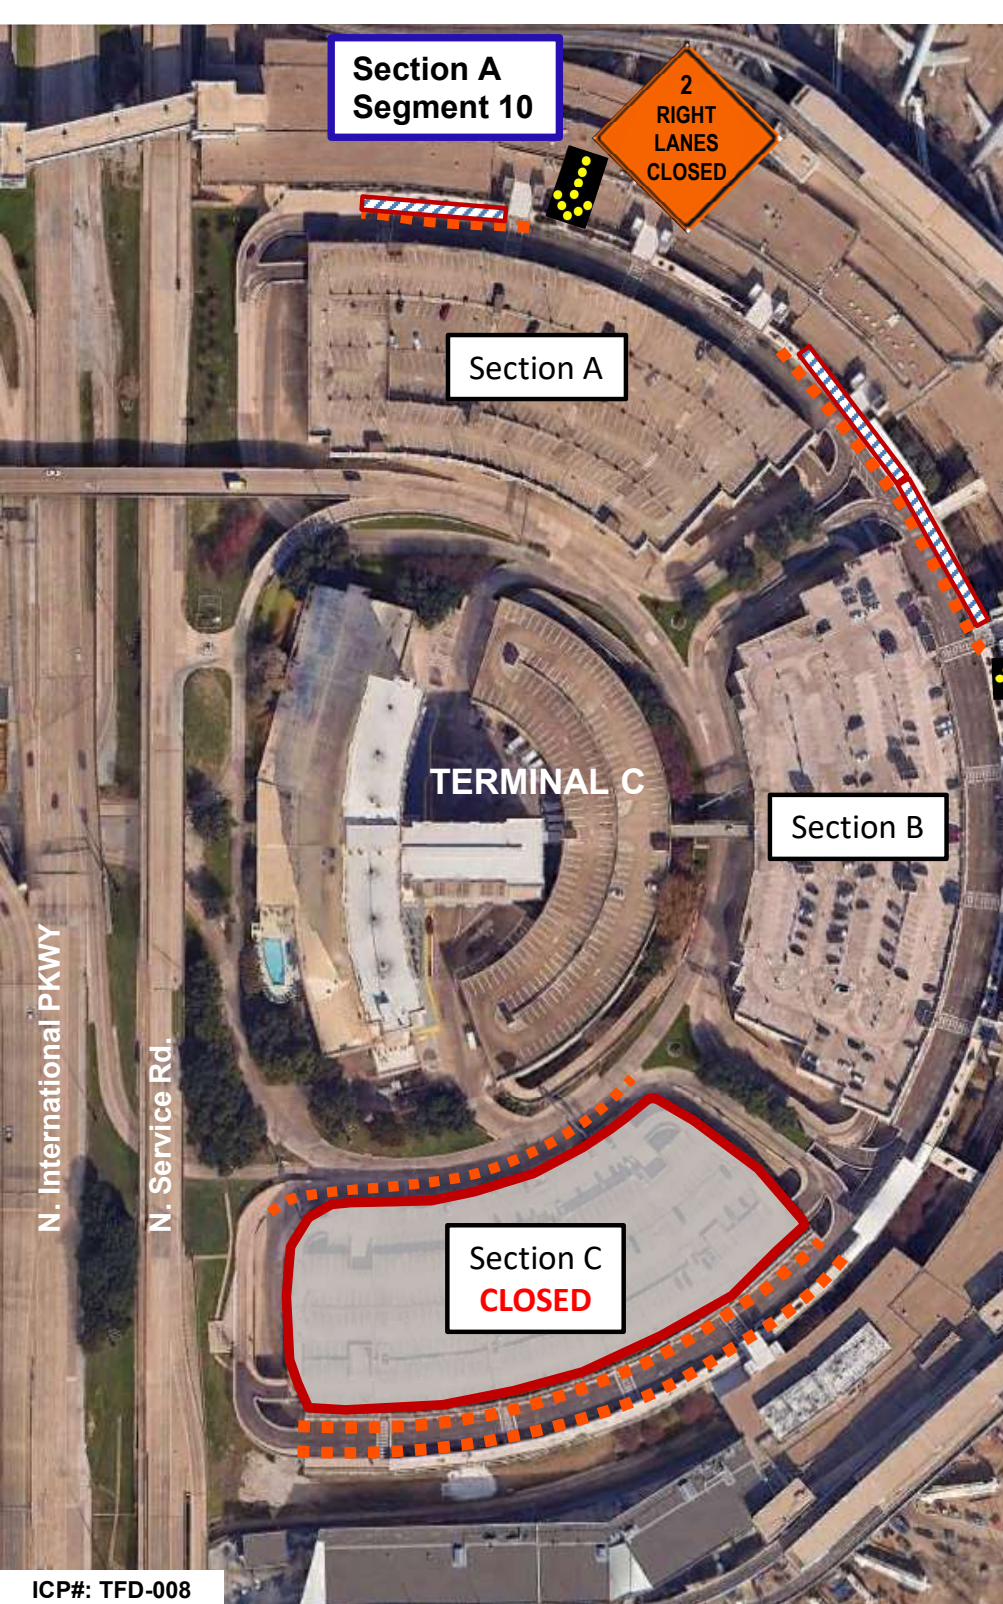 Section A
Segment 10
2
RIGHT
LANES
CLOSED
Section A
TERMINAL C
Section B
N. International PKWY
N. Service Rd.
Section C
CLOSED
ICP#: TFD-008